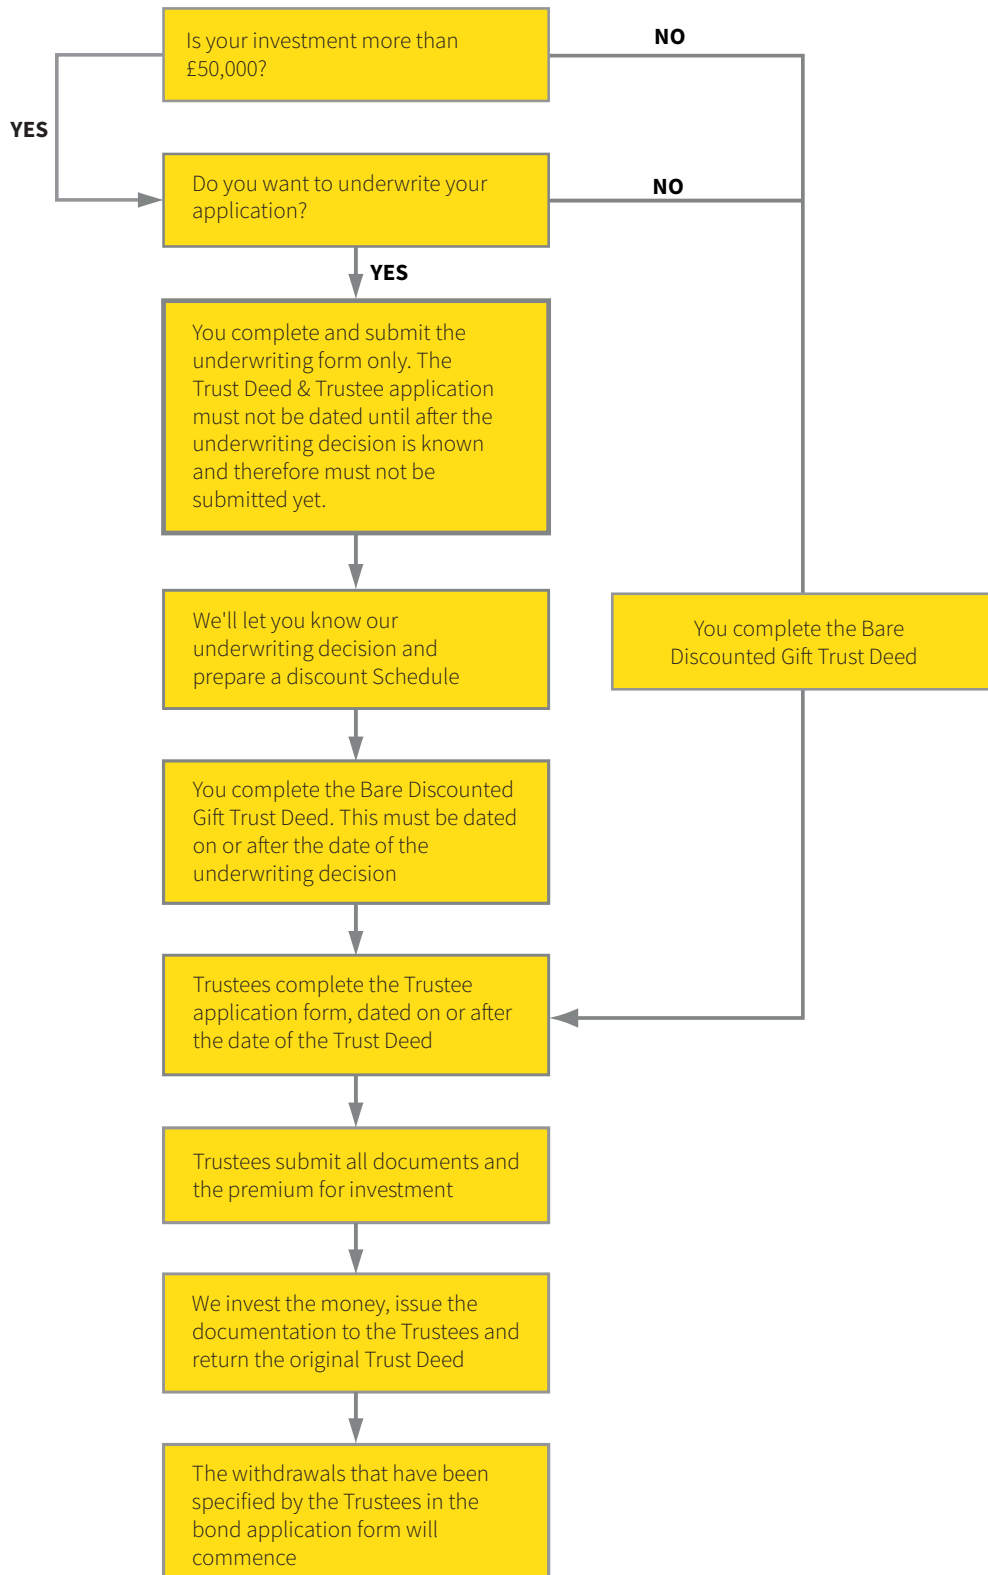 Is your investment more than
£50,000?
NO
YES
Do you want to underwrite your
application?
NO
YES
You complete and submit the
underwriting form only. The
Trust Deed & Trustee application
must not be dated until after the
underwriting decision is known
and therefore must not be
submitted yet.
We'll let you know our
underwriting decision and
prepare a discount Schedule
You complete the Bare
Discounted Gift Trust Deed
You complete the Bare Discounted
Gift Trust Deed. This must be dated
on or after the date of the
underwriting decision
Trustees complete the Trustee
application form, dated on or after
the date of the Trust Deed
Trustees submit all documents and
the premium for investment
We invest the money, issue the
documentation to the Trustees and
return the original Trust Deed
The withdrawals that have been
specified by the Trustees in the
bond application form will
commence